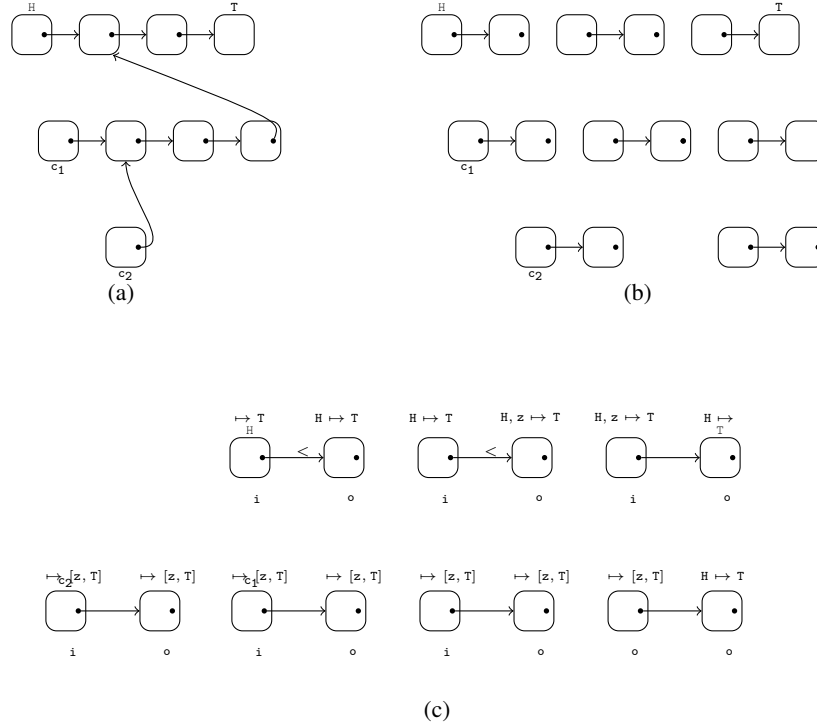 H T H T
c1 c1
c2 c2
(a) (b)
↦ T H ↦ T H ↦ T H, z ↦ T H, z ↦ T H ↦
H T
< <
i o i o i o
↦ [z, T] ↦ [z, T] ↦ [z, T] ↦ [z, T] ↦ [z, T] ↦ [z, T] ↦ [z, T] H ↦ T
c2 c1
i o i o i o o o
(c)